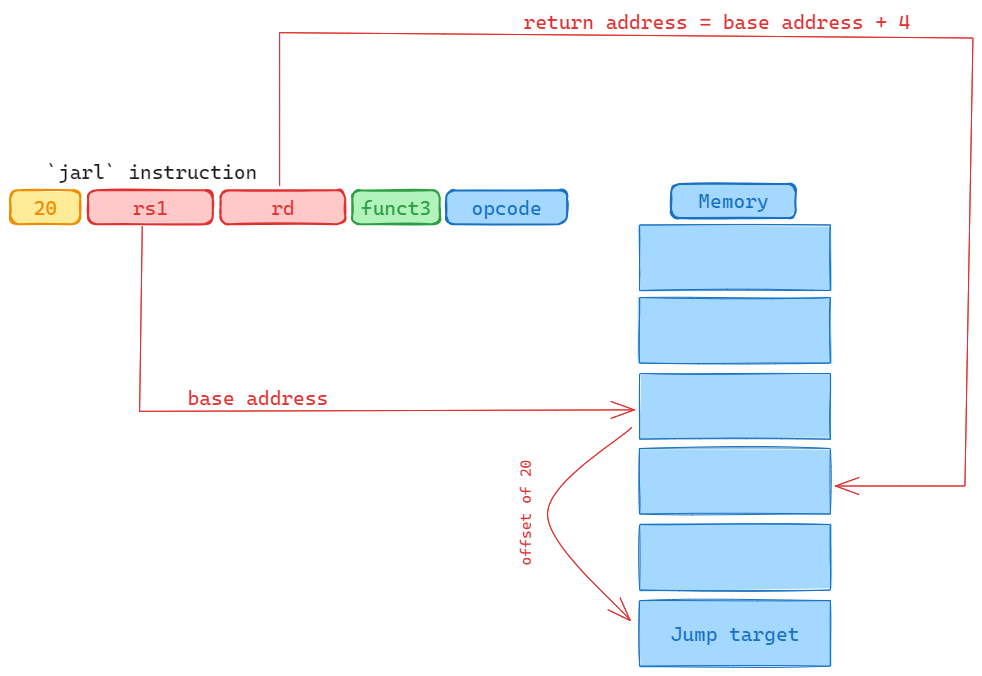 return address = base address + 4
`jarl` instruction
20 rs1 rd funct3 opcode
Memory
base address
offset of 20
Jump target